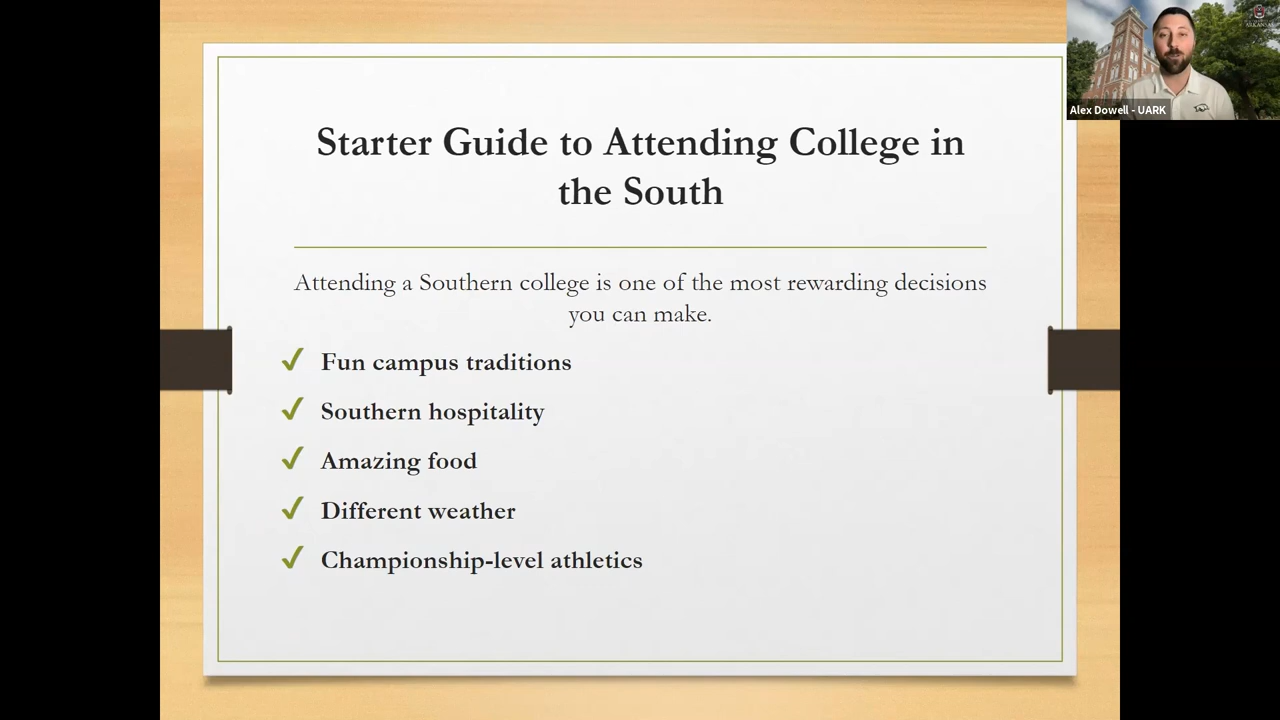 Starter Guide to Attending College in
the South
Attending a Southern college is one of the most rewarding decisions
you can make.
✓ Fun campus traditions
✓ Southern hospitality
✓ Amazing food
✓ Different weather
✓ Championship-level athletics
ARKANSAS
Alex Dowell - UARK